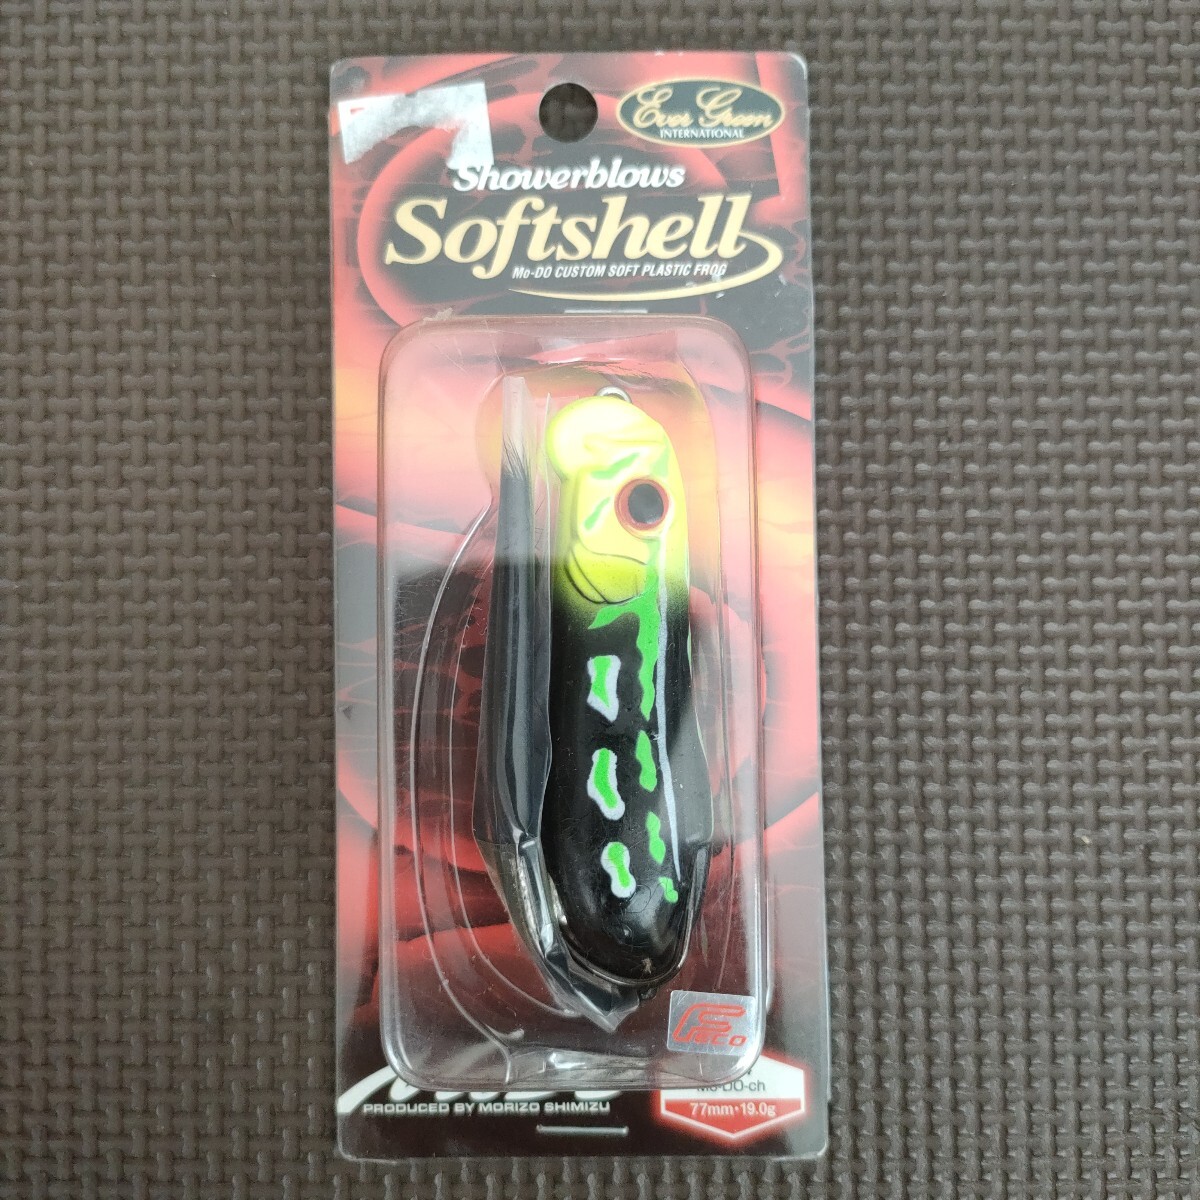 Ever Green
INTERNATIONAL
Showerblows
Softshell
Mo-DO CUSTOM SOFT PLASTIC FROG
FECO
Mo-DO-ch
PRODUCED BY MORIZO SHIMIZU
77mm·19.0g